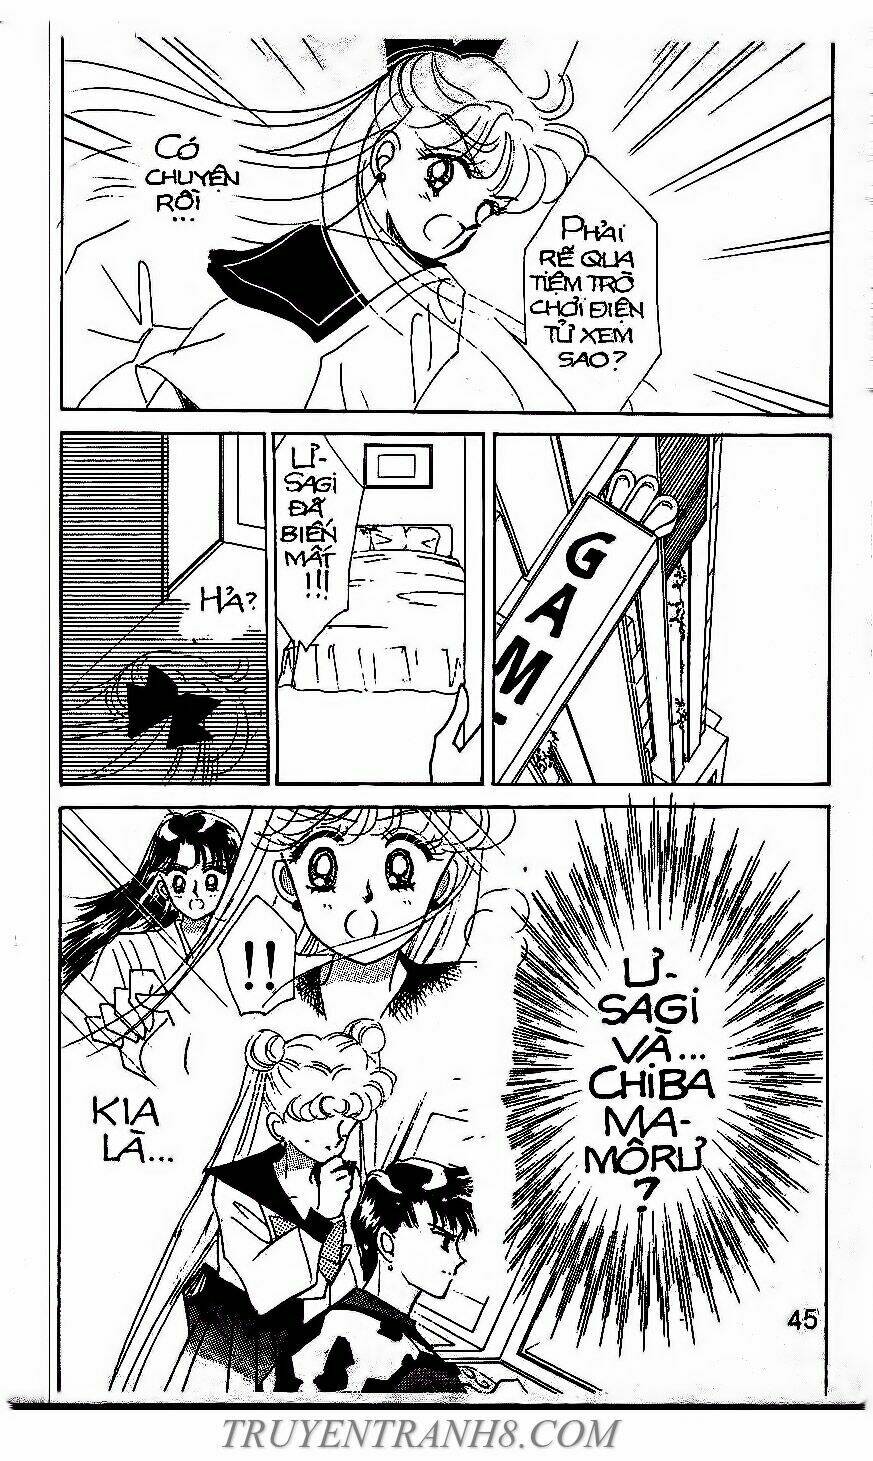 CÓ
CHUYỆN
RỒI
...
PHẢI
RẼ QUA
TIỆM TRÒ
CHƠI ĐIỆN
TỬ XEM
SAO?
Ư-
SAGI
ĐÃ
BIẾN
MẤT
!!!
HẢ?
GAM
!!
KIA
LÀ...
Ư-
SAGI
VÀ...
CHIBA
MA-
MÔRƯ
?
45
TRUYENTRANH8.COM